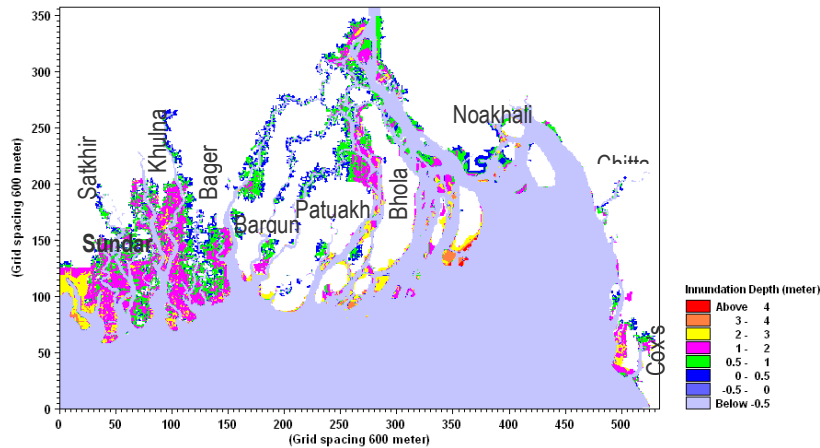 350
300
250
200
150
100
50
0
(Grid spacing 600 meter)
Satkhir
Khulna
Bager
Sundar
Bargun
Patuakh
Bhola
Noakhali
Chitta
Cox's
0 50 100 150 200 250 300 350 400 450 500
(Grid spacing 600 meter)
Innundation Depth (meter)
Above 4
3 - 4
2 - 3
1 - 2
0.5 - 1
0 - 0.5
-0.5 - 0
Below -0.5